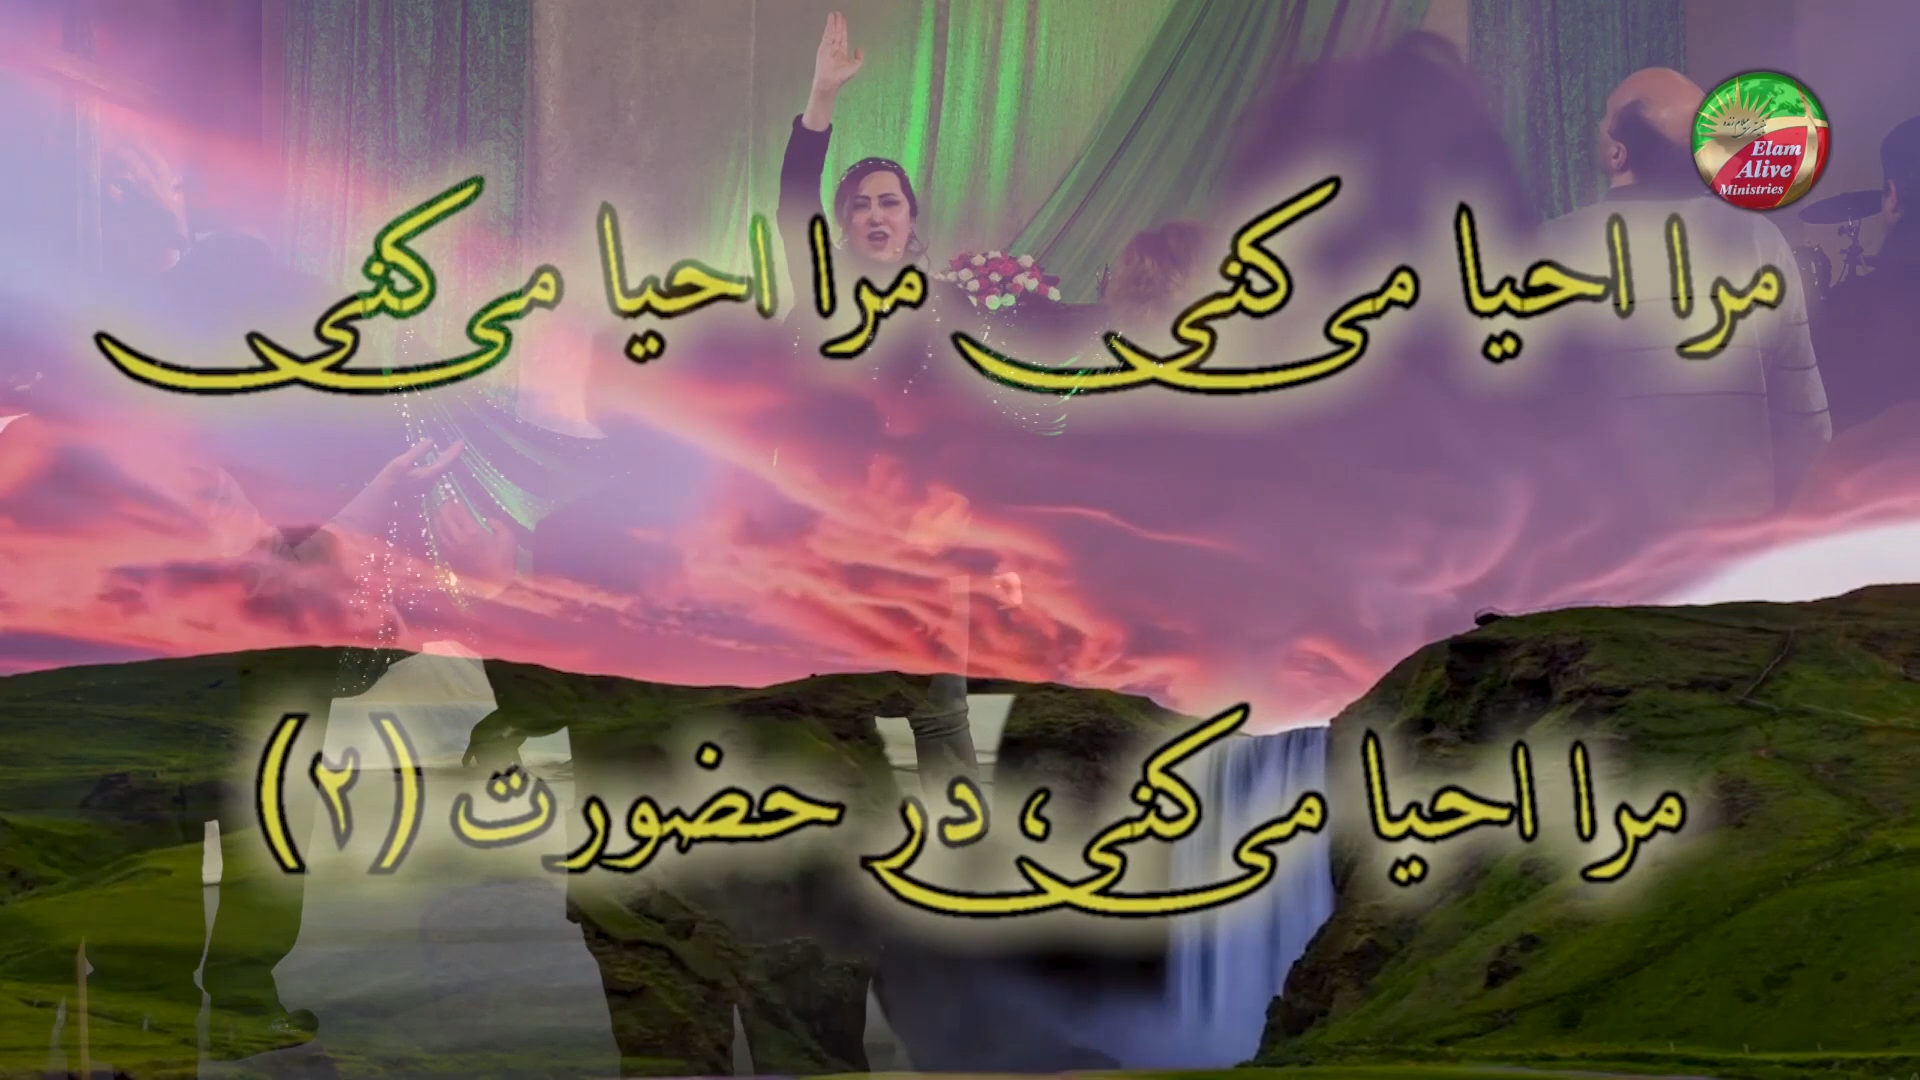 مرا احیا می‌کنی مرا احیا می‌کنی
مرا احیا می‌کنی، در حضورت (۲)
Elam
Alive
Ministries